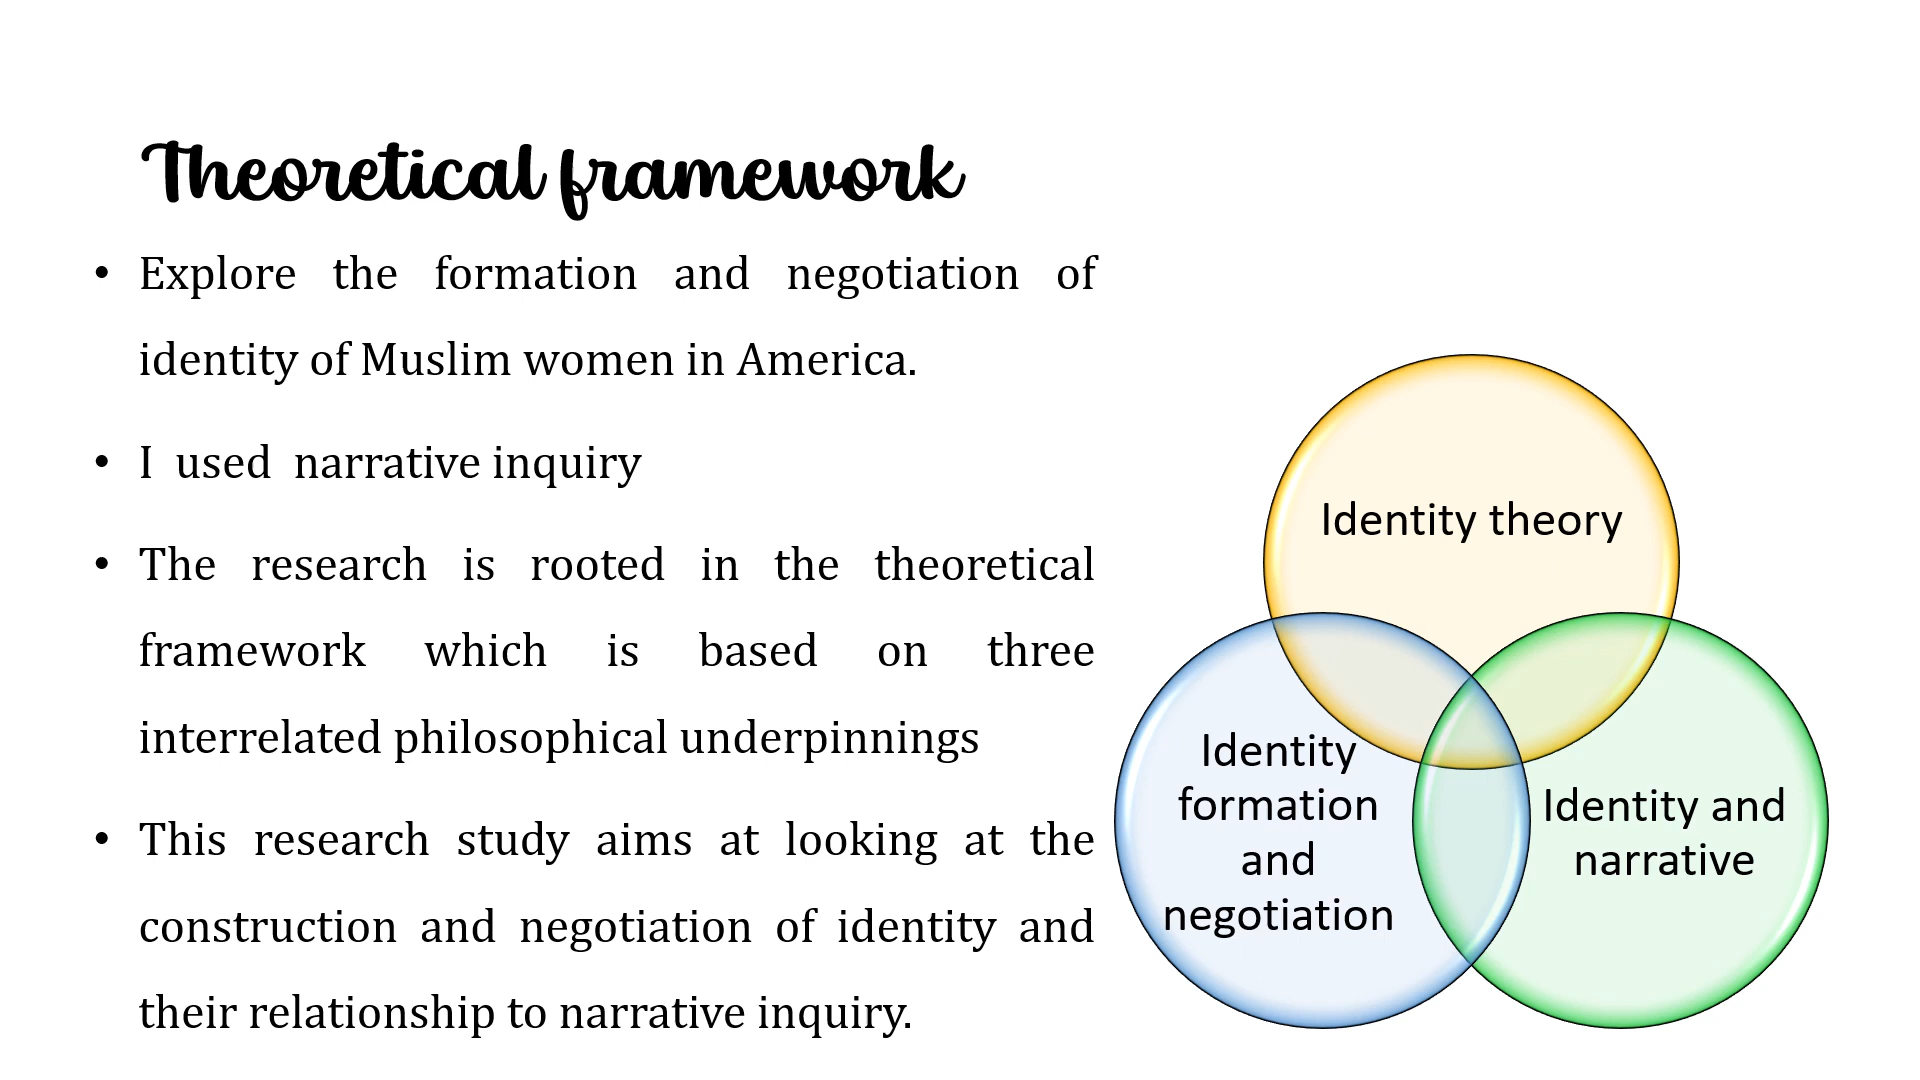 Theoretical framework
• Explore the formation and negotiation of
identity of Muslim women in America.
• I used narrative inquiry
• The research is rooted in the theoretical
framework which is based on three
interrelated philosophical underpinnings
• This research study aims at looking at the
construction and negotiation of identity and
their relationship to narrative inquiry.
Identity theory
Identity
formation
and
negotiation
Identity and
narrative